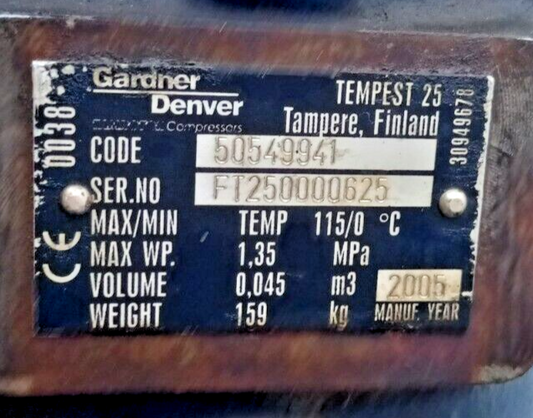 Gardner
Denver
Compressors
TEMPEST 25
Tampere, Finland
CODE 50549941
SER.NO FT250000625
MAX/MIN TEMP 115/0 °C
MAX WP. 1,35 MPa
VOLUME 0,045 m3
WEIGHT 159 kg
2005
MANUF. YEAR
CE 0038
30949678